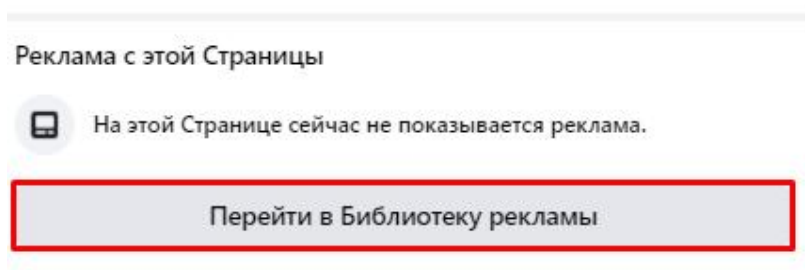 Реклама с этой Страницы
На этой Странице сейчас не показывается реклама.
Перейти в Библиотеку рекламы